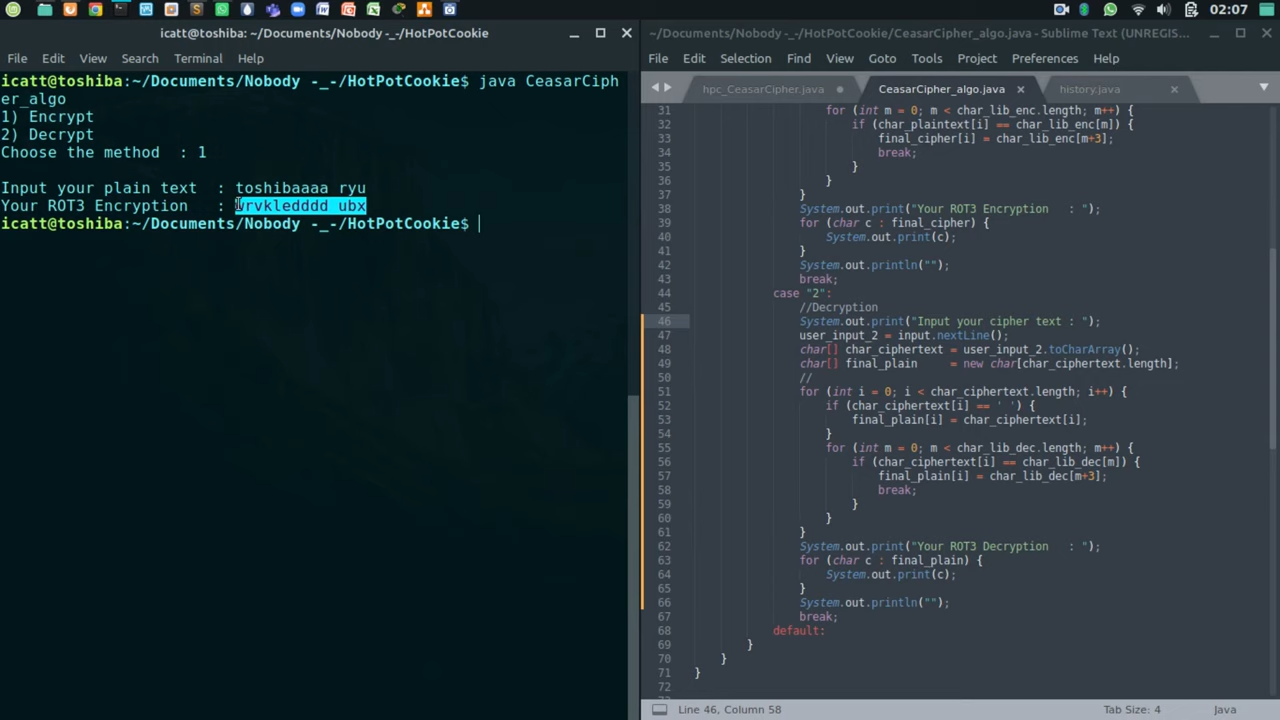 02:07
icatt@toshiba: ~/Documents/Nobody -_-/HotPotCookie
File Edit View Search Terminal Help
icatt@toshiba:~/Documents/Nobody -_-/HotPotCookie$ java CeasarCiph
er_algo
1) Encrypt
2) Decrypt
Choose the method  : 1
Input your plain text  : toshibaaaa ryu
Your ROT3 Encryption   : wrvkledddd ubx
icatt@toshiba:~/Documents/Nobody -_-/HotPotCookie$
~/Documents/Nobody -_-/HotPotCookie/CeasarCipher_algo.java - Sublime Text (UNREGIS...
File Edit Selection Find View Goto Tools Project Preferences Help
hpc_CeasarCipher.java CeasarCipher_algo.java history.java
31 for (int m = 0; m < char_lib_enc.length; m++) {
32 if (char_plaintext[i] == char_lib_enc[m]) {
33 final_cipher[i] = char_lib_enc[m+3];
34 break;
35 }
36 }
37 }
38 System.out.print("Your ROT3 Encryption   : ");
39 for (char c : final_cipher) {
40 System.out.print(c);
41 }
42 System.out.println("");
43 break;
44 case "2":
45 //Decryption
46 System.out.print("Input your cipher text : ");
47 user_input_2 = input.nextLine();
48 char[] char_ciphertext = user_input_2.toCharArray();
49 char[] final_plain     = new char[char_ciphertext.length];
50 //
51 for (int i = 0; i < char_ciphertext.length; i++) {
52 if (char_ciphertext[i] == ' ') {
53 final_plain[i] = char_ciphertext[i];
54 }
55 for (int m = 0; m < char_lib_dec.length; m++) {
56 if (char_ciphertext[i] == char_lib_dec[m]) {
57 final_plain[i] = char_lib_dec[m+3];
58 break;
59 }
60 }
61 }
62 System.out.print("Your ROT3 Decryption   : ");
63 for (char c : final_plain) {
64 System.out.print(c);
65 }
66 System.out.println("");
67 break;
68 default:
69 }
70 }
71 }
72
Line 46, Column 58 Tab Size: 4 Java